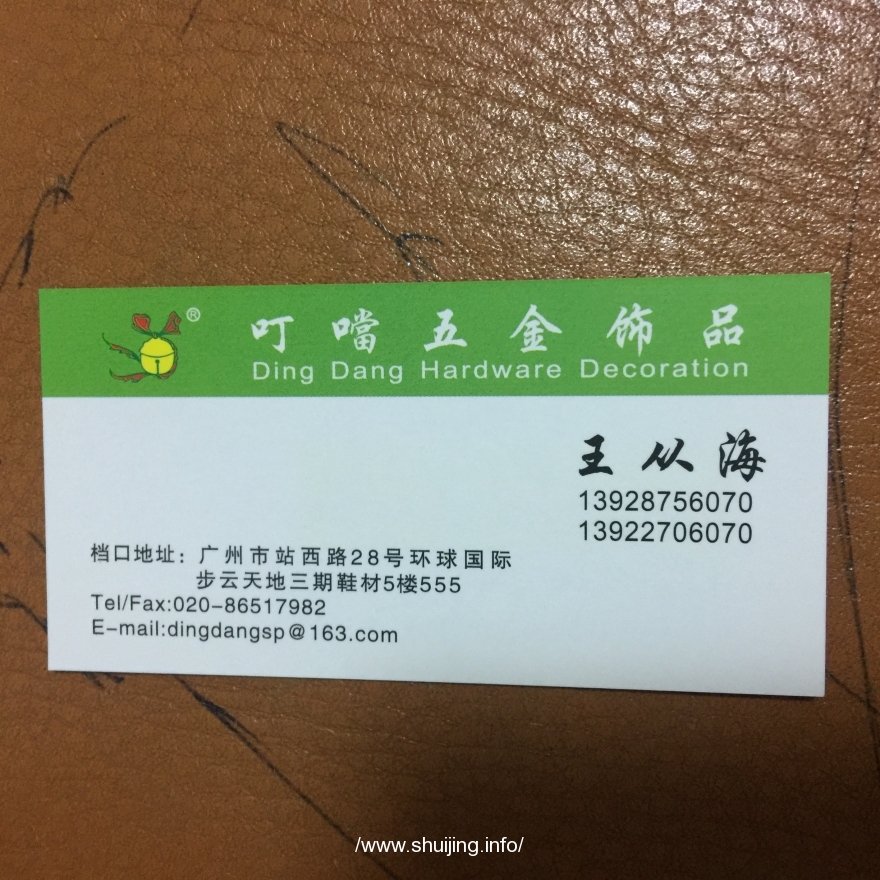 ®
叮噹五金飾品
Ding Dang Hardware Decoration
王从海
13928756070
13922706070
档口地址：广州市站西路28号环球国际
步云天地三期鞋材5楼555
Tel/Fax:020-86517982
E-mail:dingdangsp@163.com
/www.shuijing.info/